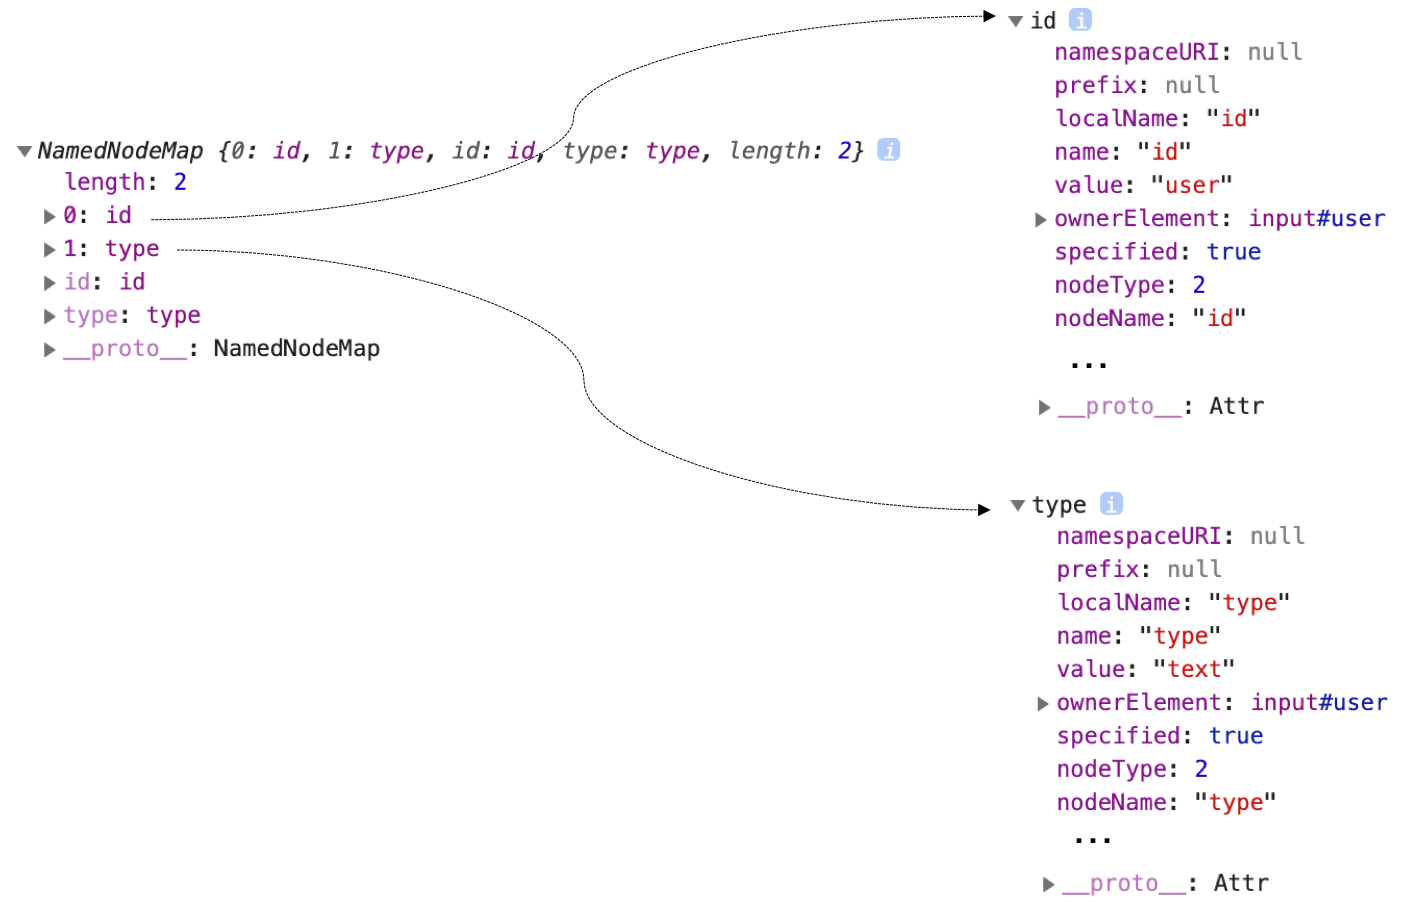 NamedNodeMap {0: id, 1: type, id: id, type: type, length: 2} i
length: 2
0: id
1: type
id: id
type: type
__proto__: NamedNodeMap
id i
namespaceURI: null
prefix: null
localName: "id"
name: "id"
value: "user"
ownerElement: input#user
specified: true
nodeType: 2
nodeName: "id"
...
__proto__: Attr
type i
namespaceURI: null
prefix: null
localName: "type"
name: "type"
value: "text"
ownerElement: input#user
specified: true
nodeType: 2
nodeName: "type"
...
__proto__: Attr